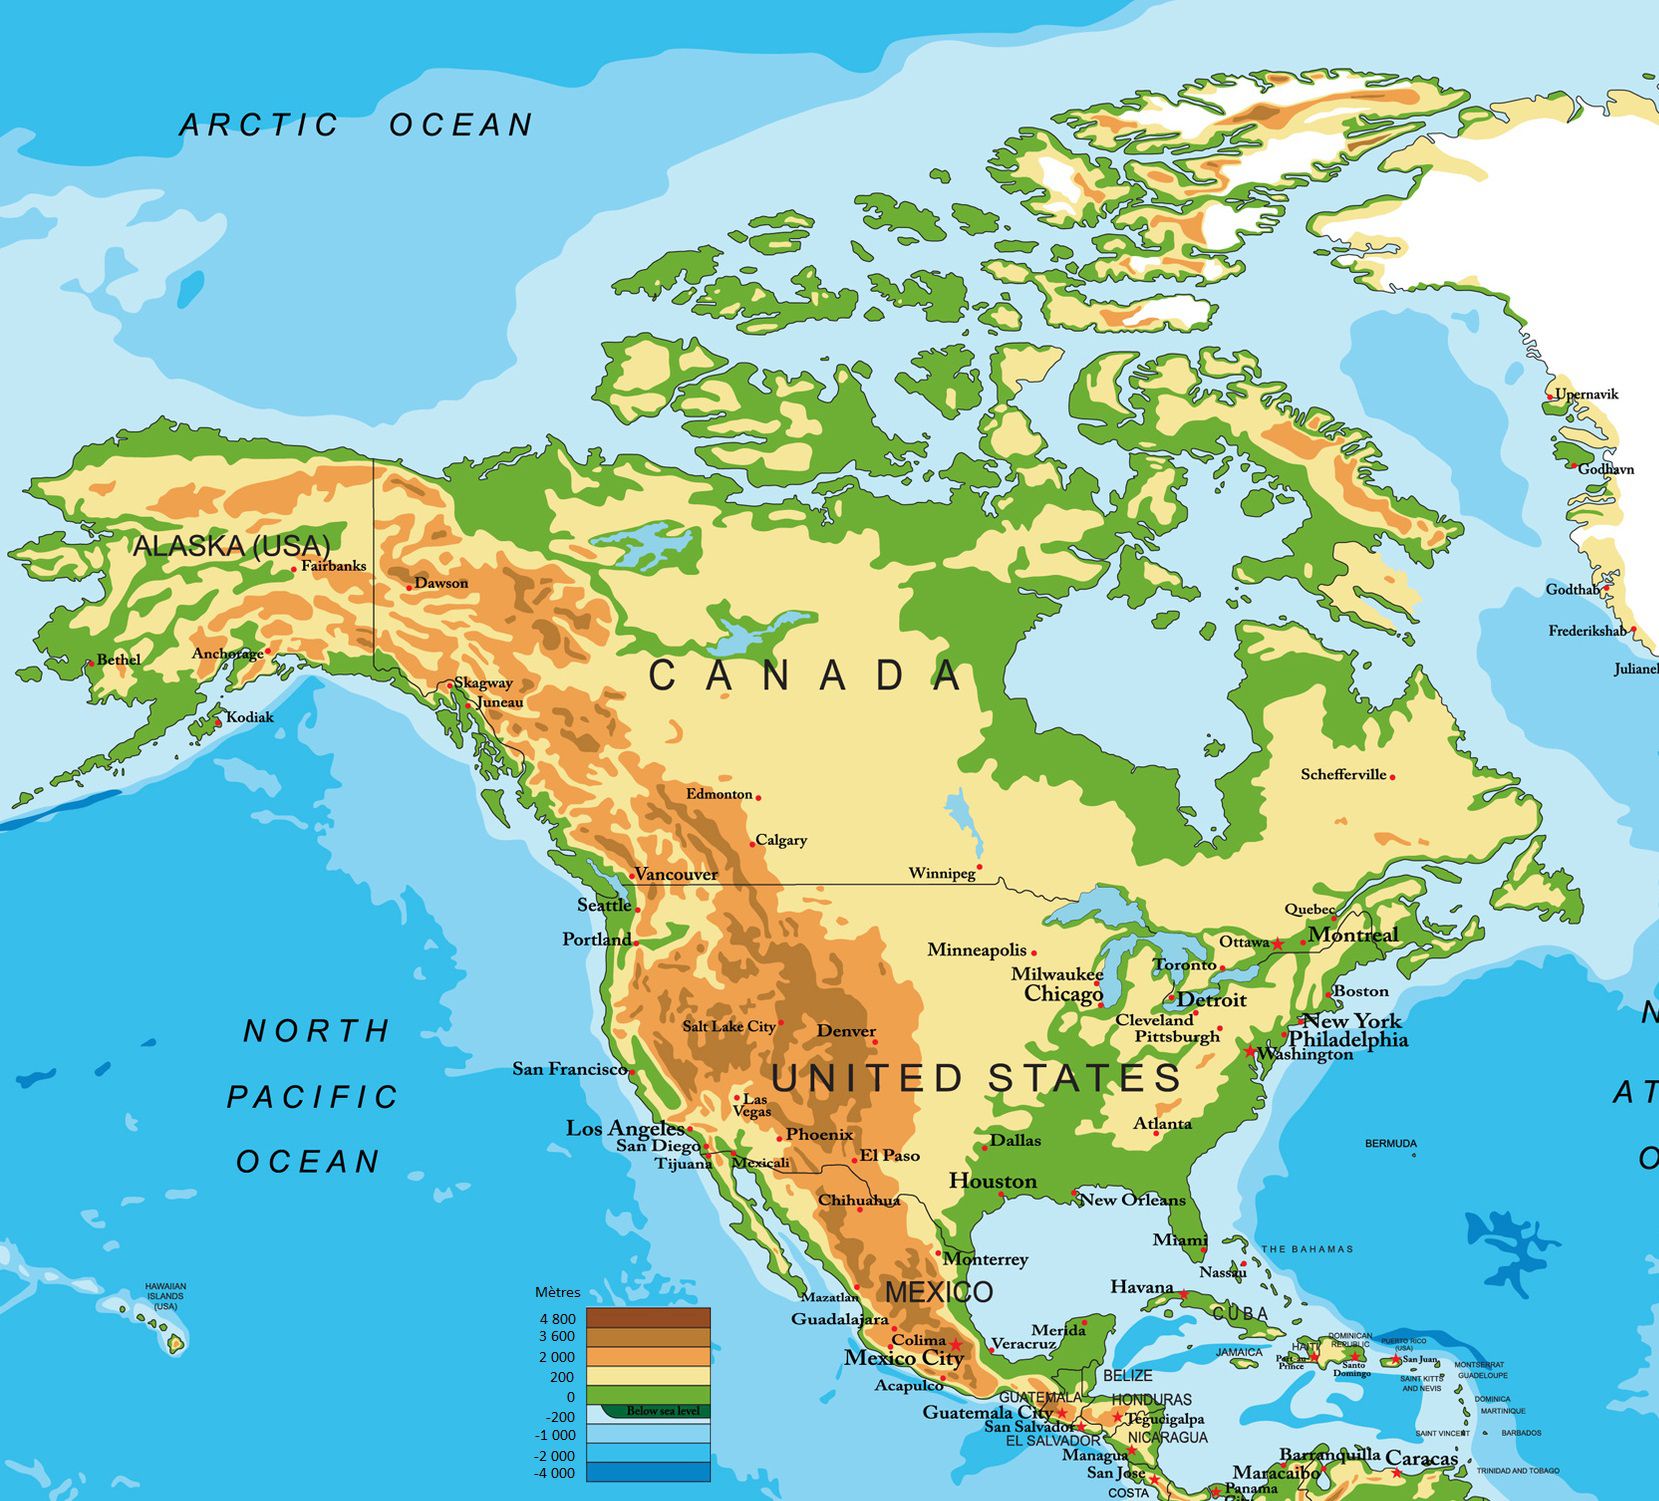 ARCTIC OCEAN
Upernavik
Godhavn
ALASKA (USA)
Fairbanks
Dawson
Godthab
Frederikshab
Bethel
Anchorage
CANADA
Skagway
Juneau
Kodiak
Schefferville
Edmonton
Calgary
Winnipeg
Vancouver
Seattle
Portland
Quebec
Ottawa
Montreal
Minneapolis
Toronto
Milwaukee
Chicago
Detroit
Boston
Cleveland
New York
Pittsburgh
Philadelphia
Washington
Salt Lake City
Denver
NORTH
PACIFIC
OCEAN
San Francisco
UNITED STATES
Las
Vegas
Los Angeles
San Diego
Tijuana
Mexicali
Phoenix
El Paso
Dallas
Atlanta
BERMUDA
Houston
New Orleans
Chihuahua
Miami
THE BAHAMAS
Nassau
Monterrey
MEXICO
Mazatlan
Havana
CUBA
HAWAIIAN
ISLANDS
(USA)
Guadalajara
Colima
Mexico City
Merida
Veracruz
Acapulco
JAMAICA
HAITI
Port-au
Prince
DOMINICAN
REPUBLIC
Santo
Domingo
PUERTO RICO
(USA)
San Juan
BELIZE
GUATEMALA
HONDURAS
Guatemala City
Tegucigalpa
San Salvador
EL SALVADOR
NICARAGUA
Managua
San Jose
COSTA
Panama
SAINT KITTS
AND NEVIS
MONTSERRAT
GUADELOUPE
DOMINICA
MARTINIQUE
SAINT VINCENT
BARBADOS
Barranquilla
Caracas
Maracaibo
TRINIDAD AND TOBAGO
Mètres
4 800
3 600
2 000
200
0
Below sea level
-200
-1 000
-2 000
-4 000